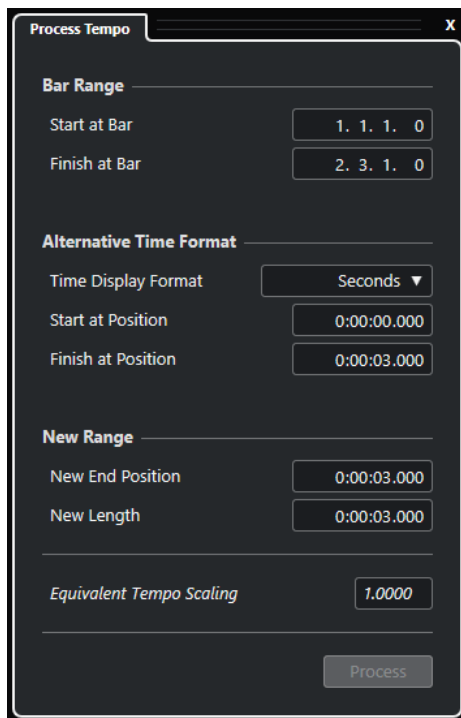 Process Tempo X
Bar Range
Start at Bar 1. 1. 1. 0
Finish at Bar 2. 3. 1. 0
Alternative Time Format
Time Display Format Seconds ▼
Start at Position 0:00:00.000
Finish at Position 0:00:03.000
New Range
New End Position 0:00:03.000
New Length 0:00:03.000
Equivalent Tempo Scaling 1.0000
Process